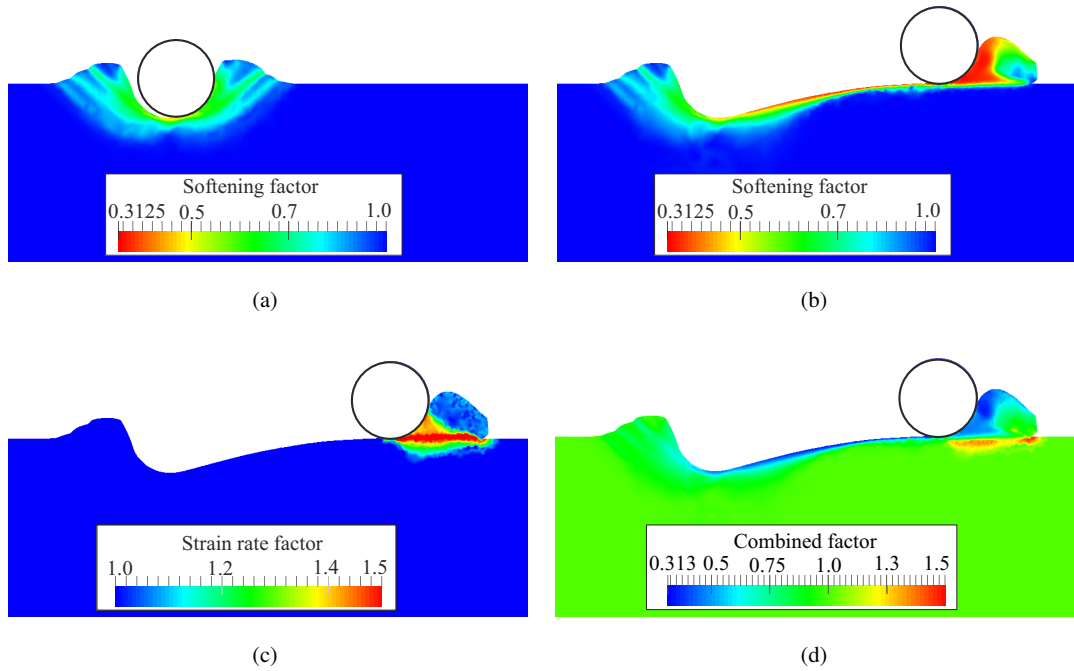 Softening factor
0.3125 0.5 0.7 1.0
(a)
Softening factor
0.3125 0.5 0.7 1.0
(b)
Strain rate factor
1.0 1.2 1.4 1.5
(c)
Combined factor
0.313 0.5 0.75 1.0 1.3 1.5
(d)